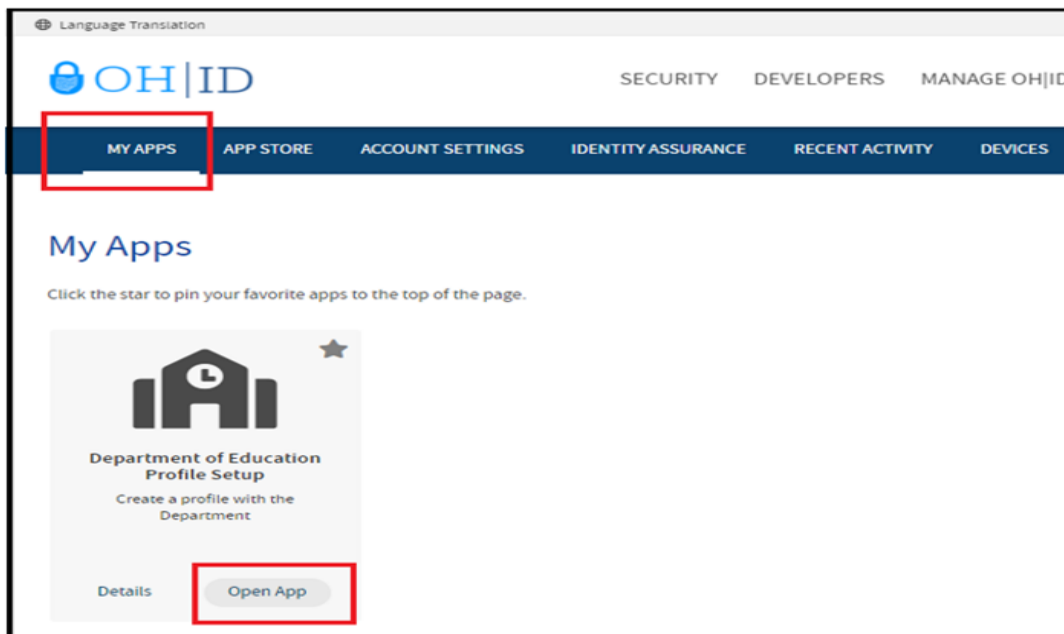 Language Translation
OH|ID
SECURITY DEVELOPERS MANAGE OH|ID
MY APPS APP STORE ACCOUNT SETTINGS IDENTITY ASSURANCE RECENT ACTIVITY DEVICES
My Apps
Click the star to pin your favorite apps to the top of the page.
Department of Education
Profile Setup
Create a profile with the
Department
Details Open App